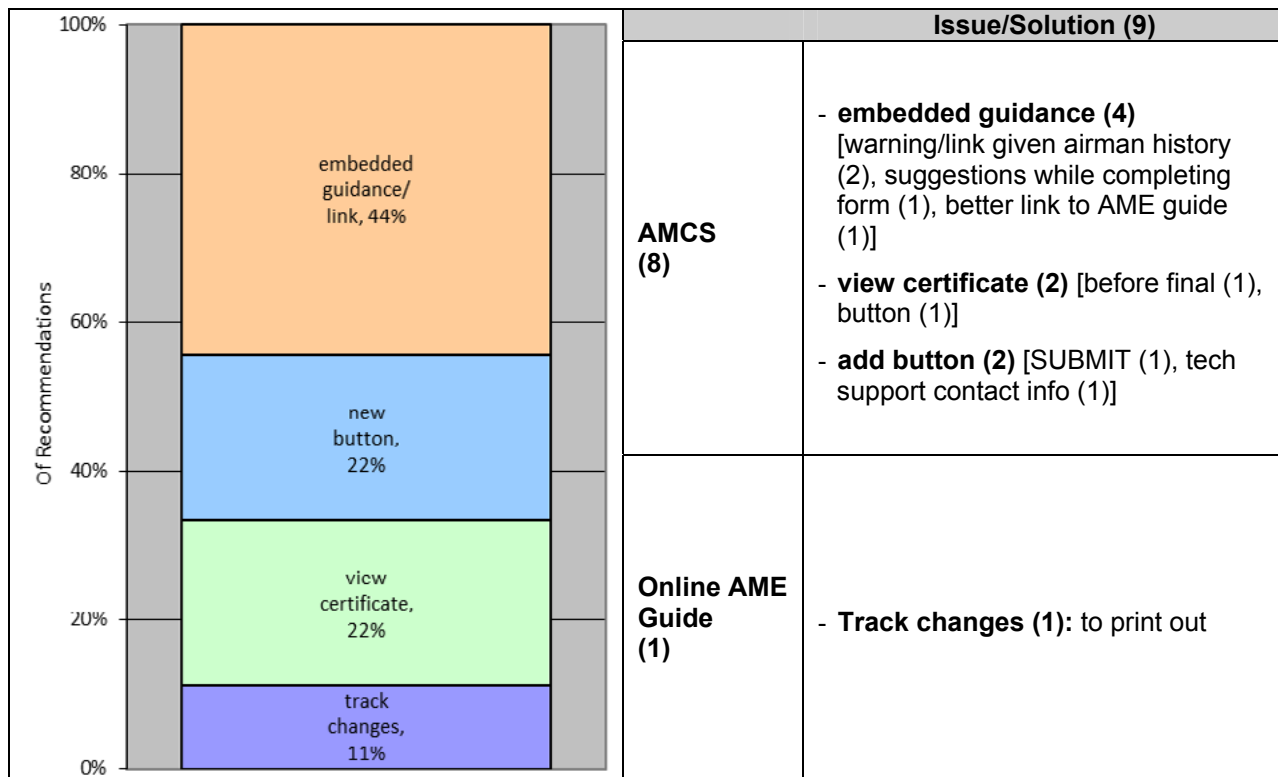 100%
80%
60%
40%
20%
0%
Of Recommendations
embedded
guidance/
link, 44%
new
button,
22%
view
certificate,
22%
track
changes,
11%
Issue/Solution (9)
AMCS
(8)
- embedded guidance (4)
[warning/link given airman history
(2), suggestions while completing
form (1), better link to AME guide
(1)]
- view certificate (2) [before final (1),
button (1)]
- add button (2) [SUBMIT (1), tech
support contact info (1)]
Online AME
Guide
(1)
- Track changes (1): to print out